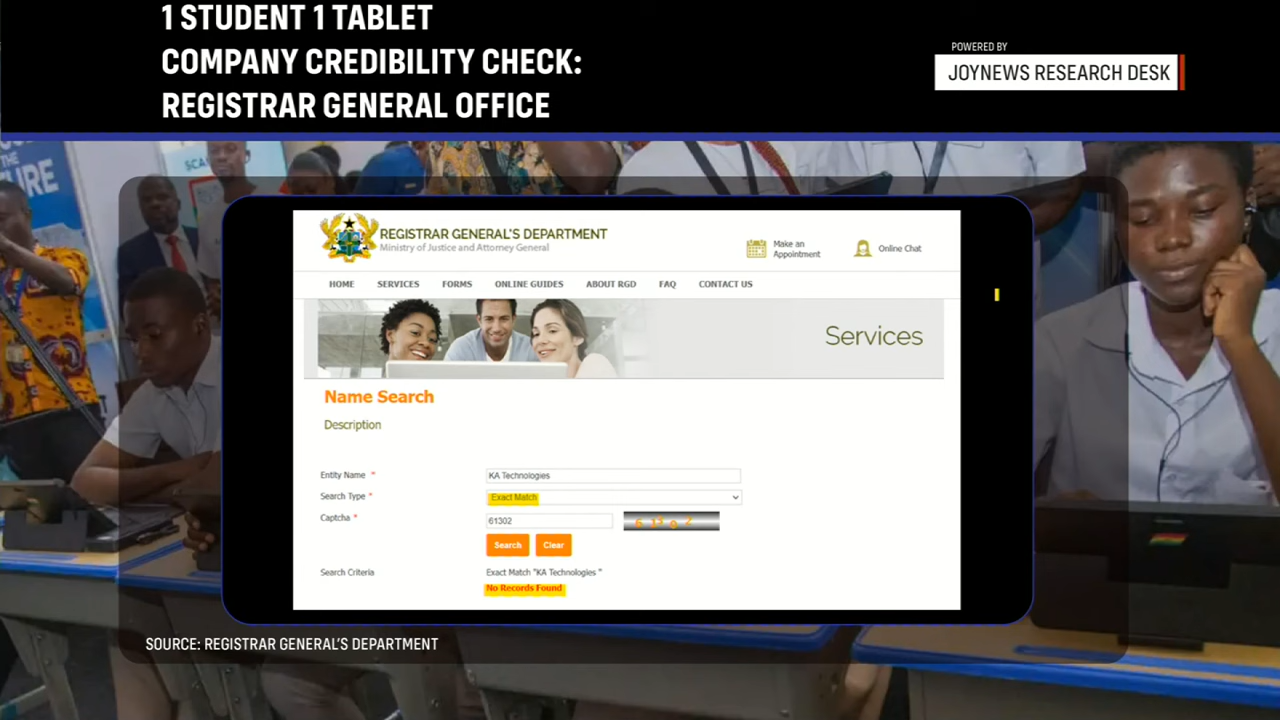 1 STUDENT 1 TABLET
COMPANY CREDIBILITY CHECK:
REGISTRAR GENERAL OFFICE
POWERED BY
JOYNEWS RESEARCH DESK
THE
URE
REGISTRAR GENERAL'S DEPARTMENT
Ministry of Justice and Attorney General
Make an
Appointment
Online Chat
HOME SERVICES FORMS ONLINE GUIDES ABOUT RGD FAQ CONTACT US
Services
Name Search
Description
Entity Name * KA Technologies
Search Type * Exact Match
Captcha * 61302
Search Clear
Search Criteria Exact Match "KA Technologies "
No Records Found
SOURCE: REGISTRAR GENERAL'S DEPARTMENT